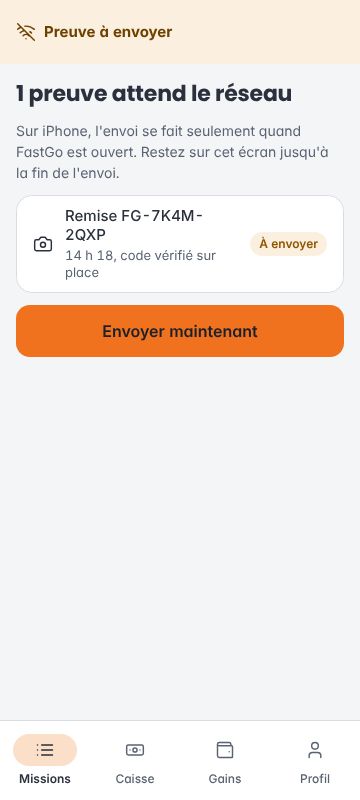 Preuve à envoyer
1 preuve attend le réseau
Sur iPhone, l'envoi se fait seulement quand
FastGo est ouvert. Restez sur cet écran jusqu'à
la fin de l'envoi.
Remise FG-7K4M-
2QXP
14 h 18, code vérifié sur
place
À envoyer
Envoyer maintenant
Missions
Caisse
Gains
Profil